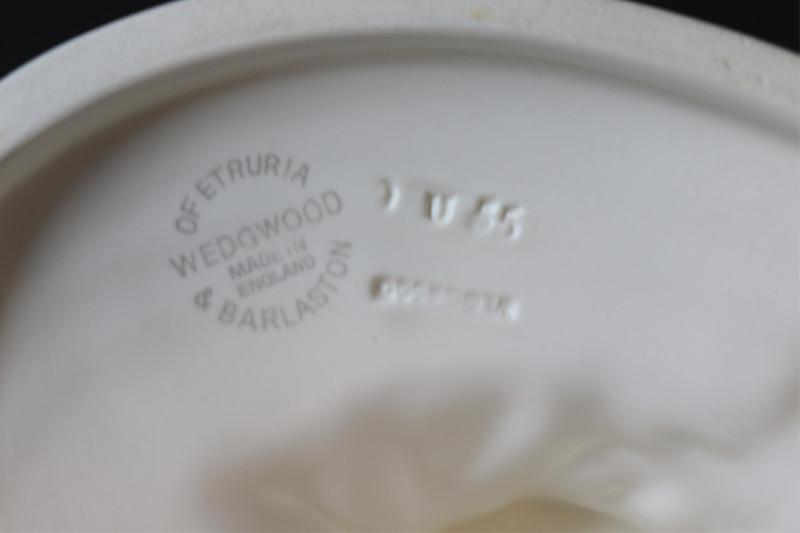 OF ETRURIA
WEDGWOOD
MADE IN
ENGLAND
& BARLASTON
U 55